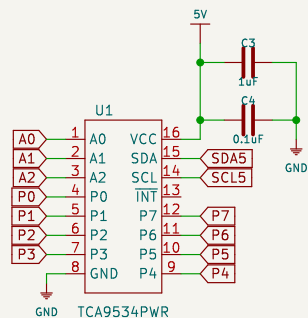 5V
C3
1uF
C4
0.1uF
GND
U1
A0 1 A0 VCC 16
A1 2 A1 SDA 15 SDA5
A2 3 A2 SCL 14 SCL5
P0 4 P0 INT 13
P1 5 P1 P7 12 P7
P2 6 P2 P6 11 P6
P3 7 P3 P5 10 P5
8 GND P4 9 P4
GND
TCA9534PWR